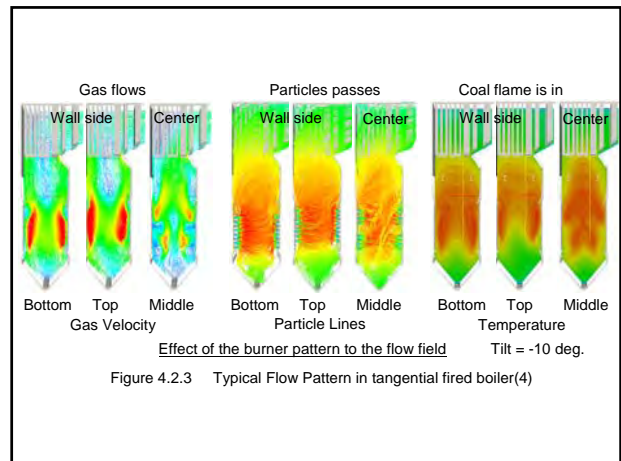 Gas flows Particles passes Coal flame is in
Wall side Center Wall side Center Wall side Center
Bottom Top Middle Bottom Top Middle Bottom Top Middle
Gas Velocity Particle Lines Temperature
Effect of the burner pattern to the flow field Tilt = -10 deg.
Figure 4.2.3 Typical Flow Pattern in tangential fired boiler(4)